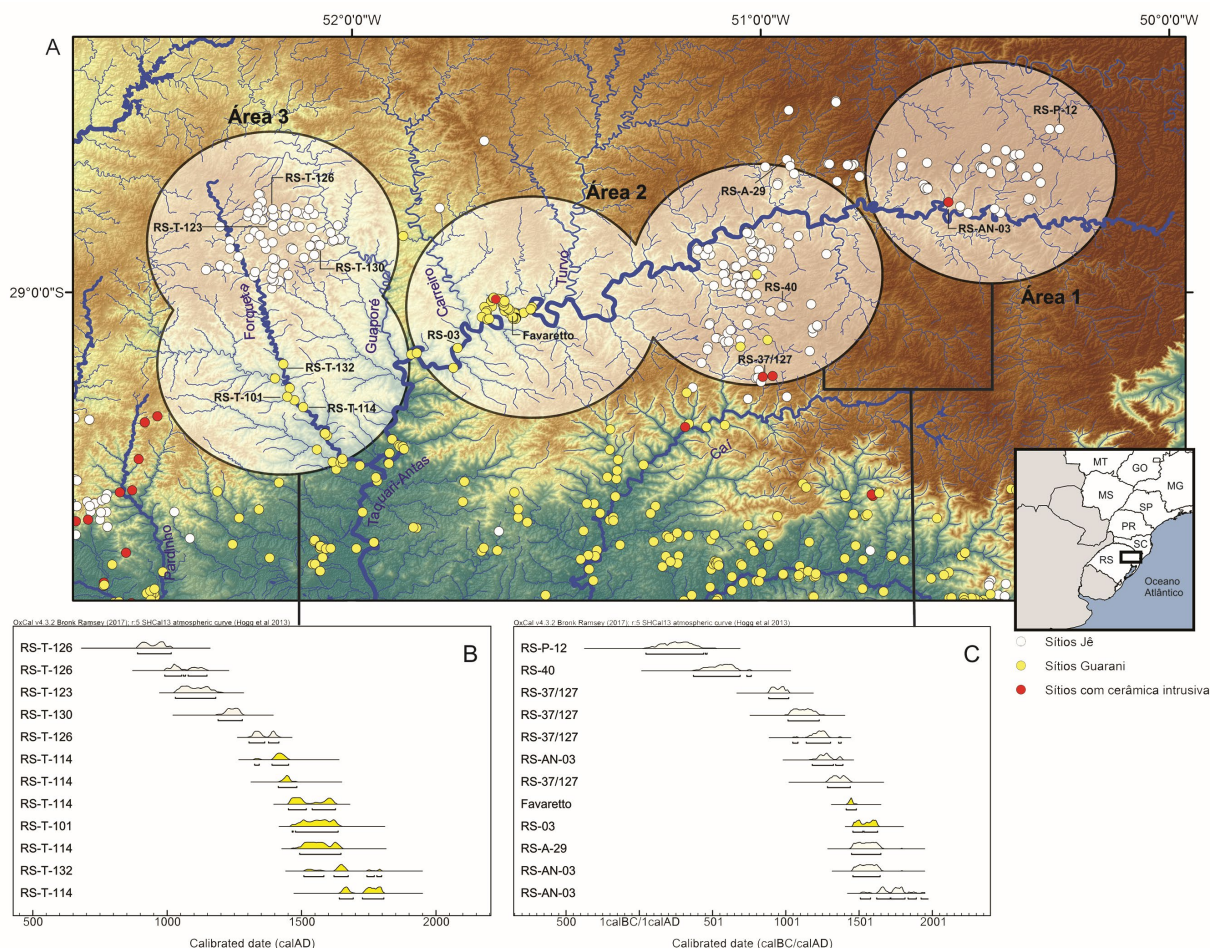 52°0'0"W
51°0'0"W
50°0'0"W
A
Área 3
RS-P-12
RS-T-126
Área 2
RS-A-29
RS-T-123
RS-AN-03
RS-T-130
29°0'0"S
Forqueta
Guaporé
Carreiro
Turvo
RS-40
Área 1
RS-03
Favaretto
RS-37/127
RS-T-132
RS-T-101
RS-T-114
Caí
Taquari-Antas
Pardinho
MT
GO
MS
MG
SP
PR
SC
RS
Oceano
Atlântico
Sítios Jê
Sítios Guarani
Sítios com cerâmica intrusiva
OxCal v4.3.2 Bronk Ramsey (2017); r:5 SHCal13 atmospheric curve (Hogg et al 2013)
B
RS-T-126
RS-T-126
RS-T-123
RS-T-130
RS-T-126
RS-T-114
RS-T-114
RS-T-114
RS-T-101
RS-T-114
RS-T-132
RS-T-114
500
1000
1500
2000
Calibrated date (calAD)
OxCal v4.3.2 Bronk Ramsey (2017); r:5 SHCal13 atmospheric curve (Hogg et al 2013)
C
RS-P-12
RS-40
RS-37/127
RS-37/127
RS-37/127
RS-AN-03
RS-37/127
Favaretto
RS-03
RS-A-29
RS-AN-03
RS-AN-03
500
1calBC/1calAD
501
1001
1501
2001
Calibrated date (calBC/calAD)